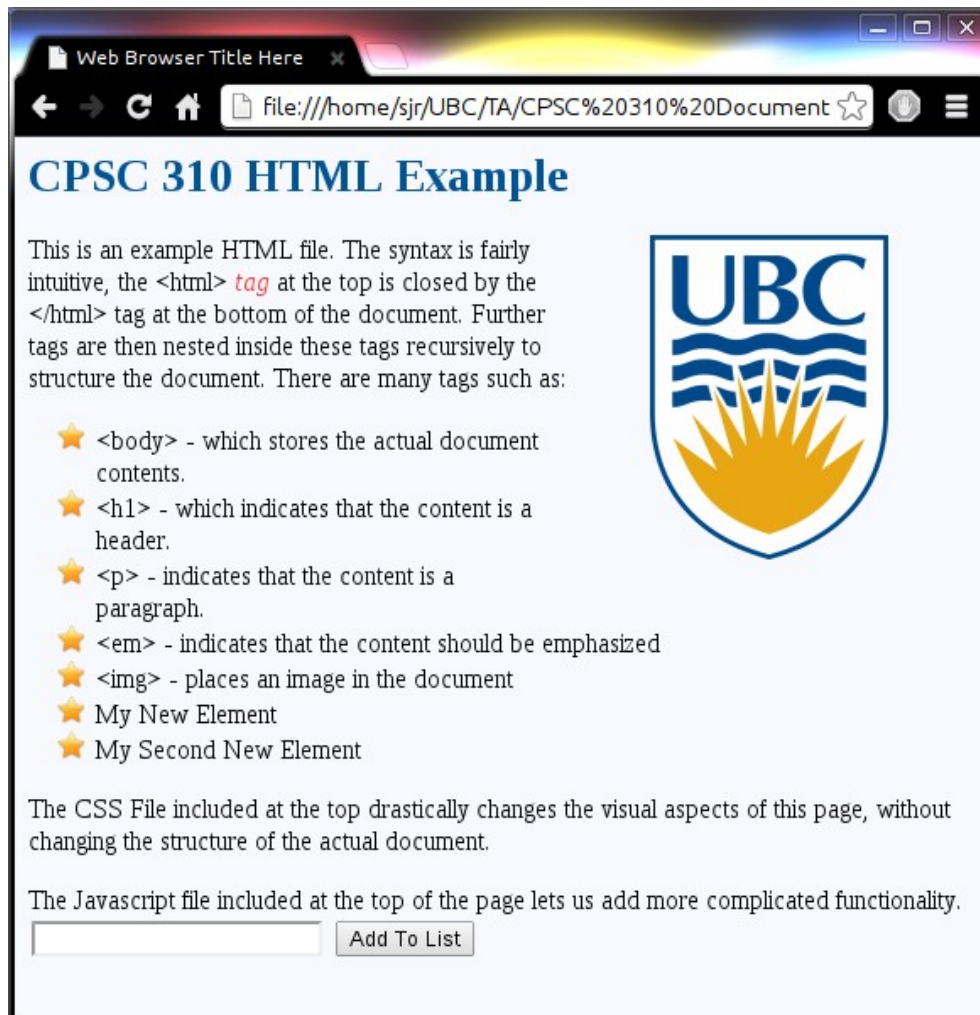 Web Browser Title Here
file:///home/sjr/UBC/TA/CPSC%20310%20Document
CPSC 310 HTML Example
This is an example HTML file. The syntax is fairly
intuitive, the <html> tag at the top is closed by the
</html> tag at the bottom of the document. Further
tags are then nested inside these tags recursively to
structure the document. There are many tags such as:
UBC
<body> - which stores the actual document
contents.
<h1> - which indicates that the content is a
header.
<p> - indicates that the content is a
paragraph.
<em> - indicates that the content should be emphasized
<img> - places an image in the document
My New Element
My Second New Element
The CSS File included at the top drastically changes the visual aspects of this page, without
changing the structure of the actual document.
The Javascript file included at the top of the page lets us add more complicated functionality.
Add To List